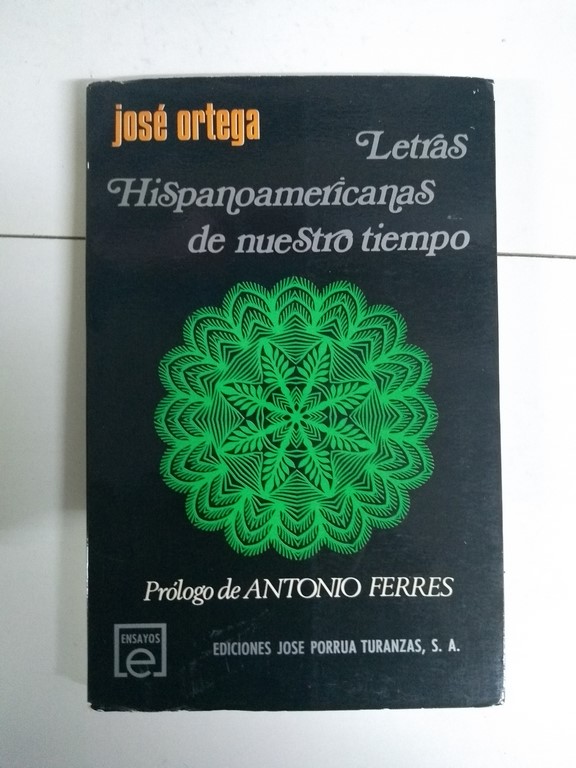 josé ortega
Letras
Hispanoamericanas
de nuestro tiempo
Prólogo de ANTONIO FERRES
ENSAYOS
e
EDICIONES JOSE PORRUA TURANZAS, S. A.